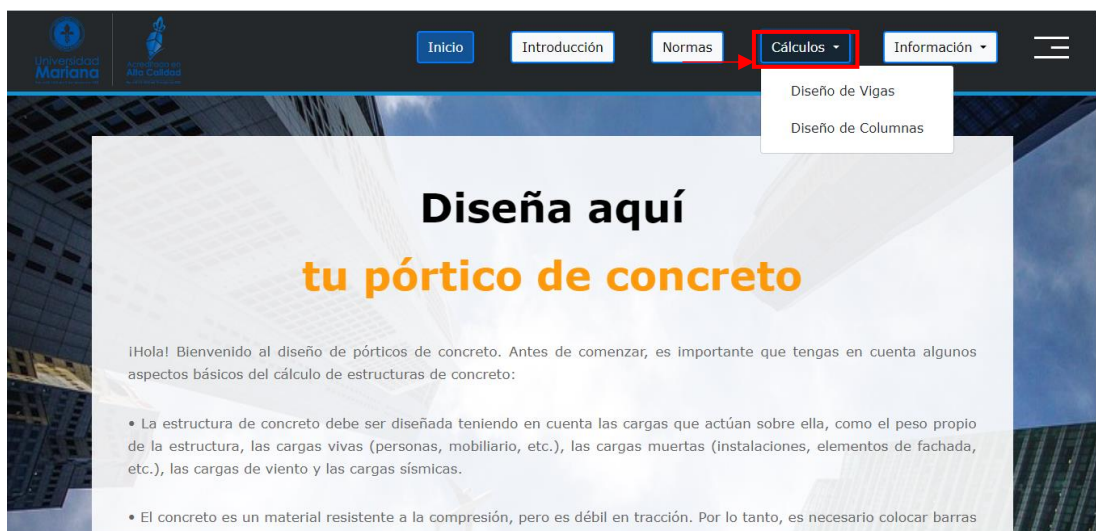 Universidad
Mariana
Acreditada en
Alta Calidad
Inicio
Introducción
Normas
Cálculos
Información
Diseño de Vigas
Diseño de Columnas
Diseña aquí
tu pórtico de concreto
¡Hola! Bienvenido al diseño de pórticos de concreto. Antes de comenzar, es importante que tengas en cuenta algunos
aspectos básicos del cálculo de estructuras de concreto:
• La estructura de concreto debe ser diseñada teniendo en cuenta las cargas que actúan sobre ella, como el peso propio
de la estructura, las cargas vivas (personas, mobiliario, etc.), las cargas muertas (instalaciones, elementos de fachada,
etc.), las cargas de viento y las cargas sísmicas.
• El concreto es un material resistente a la compresión, pero es débil en tracción. Por lo tanto, es necesario colocar barras